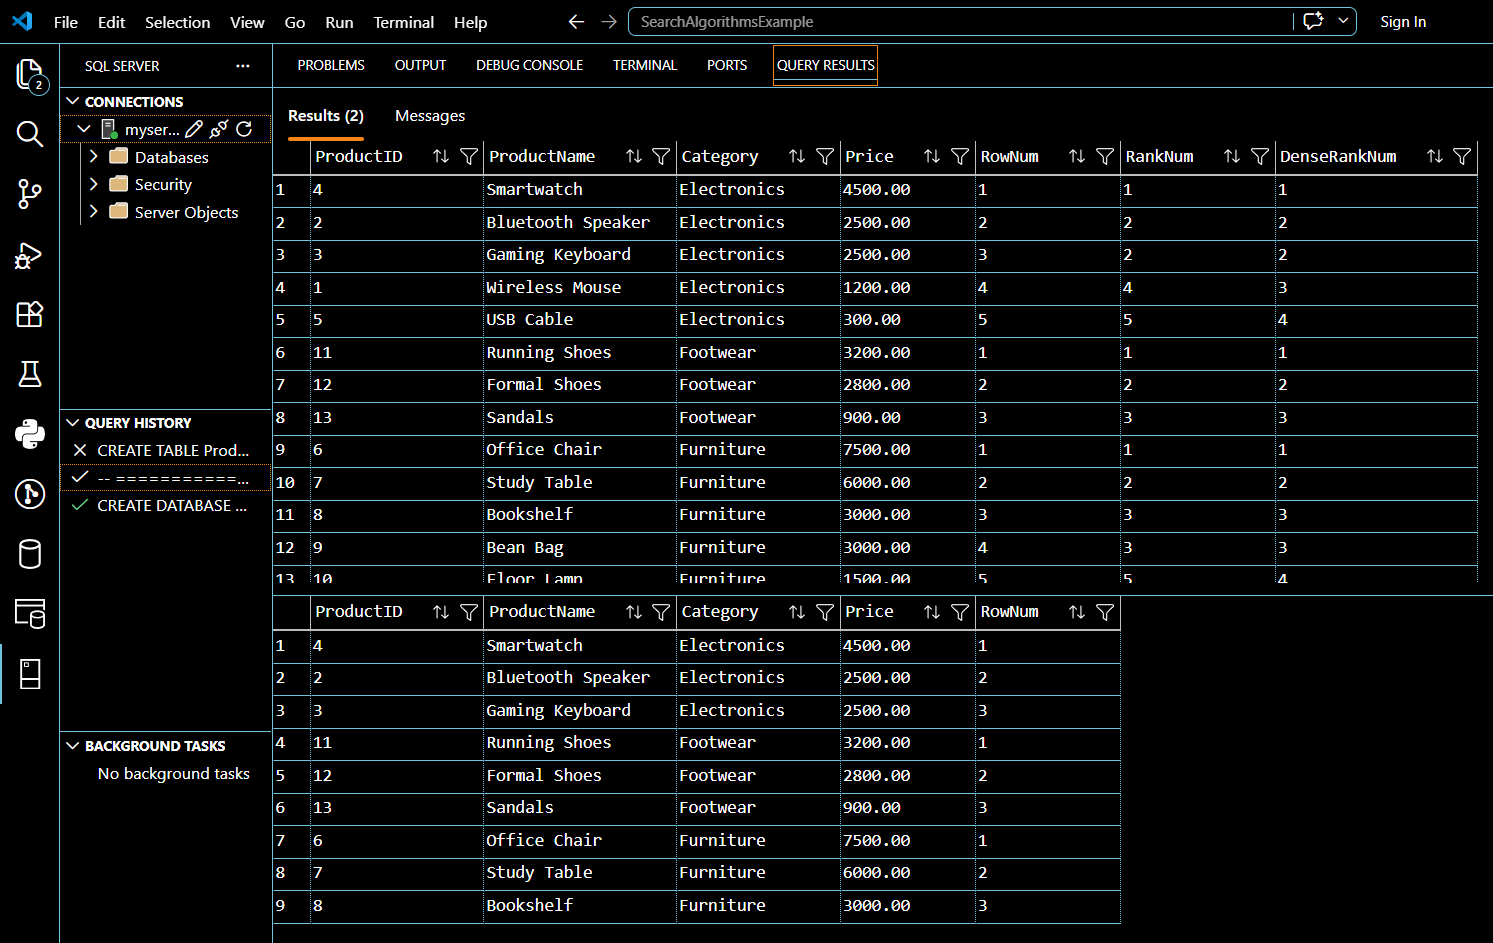 File Edit Selection View Go Run Terminal Help SearchAlgorithmsExample Sign In
2
SQL SERVER
CONNECTIONS
myser...
Databases
Security
Server Objects
QUERY HISTORY
CREATE TABLE Prod...
-- ============...
CREATE DATABASE ...
BACKGROUND TASKS
No background tasks
PROBLEMS OUTPUT DEBUG CONSOLE TERMINAL PORTS QUERY RESULTS
Results (2) Messages
ProductID ProductName Category Price RowNum RankNum DenseRankNum
1 4 Smartwatch Electronics 4500.00 1 1 1
2 2 Bluetooth Speaker Electronics 2500.00 2 2 2
3 3 Gaming Keyboard Electronics 2500.00 3 2 2
4 1 Wireless Mouse Electronics 1200.00 4 4 3
5 5 USB Cable Electronics 300.00 5 5 4
6 11 Running Shoes Footwear 3200.00 1 1 1
7 12 Formal Shoes Footwear 2800.00 2 2 2
8 13 Sandals Footwear 900.00 3 3 3
9 6 Office Chair Furniture 7500.00 1 1 1
10 7 Study Table Furniture 6000.00 2 2 2
11 8 Bookshelf Furniture 3000.00 3 3 3
12 9 Bean Bag Furniture 3000.00 4 3 3
13 10 Floor Lamp Furniture 1500.00 5 5 4
ProductID ProductName Category Price RowNum
1 4 Smartwatch Electronics 4500.00 1
2 2 Bluetooth Speaker Electronics 2500.00 2
3 3 Gaming Keyboard Electronics 2500.00 3
4 11 Running Shoes Footwear 3200.00 1
5 12 Formal Shoes Footwear 2800.00 2
6 13 Sandals Footwear 900.00 3
7 6 Office Chair Furniture 7500.00 1
8 7 Study Table Furniture 6000.00 2
9 8 Bookshelf Furniture 3000.00 3